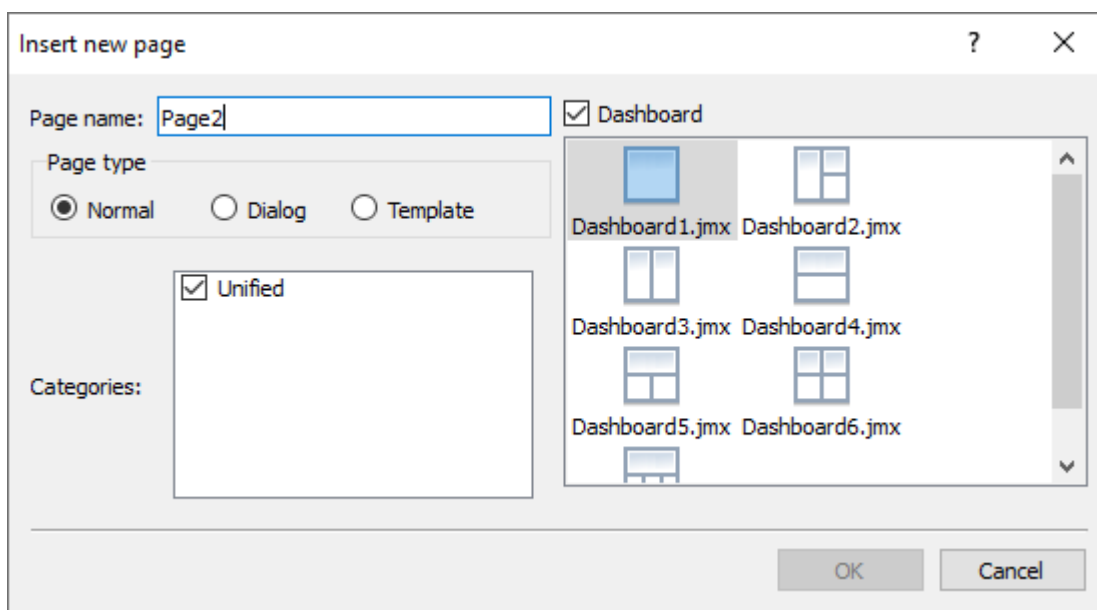 Insert new page
?
Page name: Page2
Dashboard
Page type
Normal Dialog Template
Dashboard1.jmx Dashboard2.jmx
Dashboard3.jmx Dashboard4.jmx
Dashboard5.jmx Dashboard6.jmx
Categories:
Unified
OK Cancel